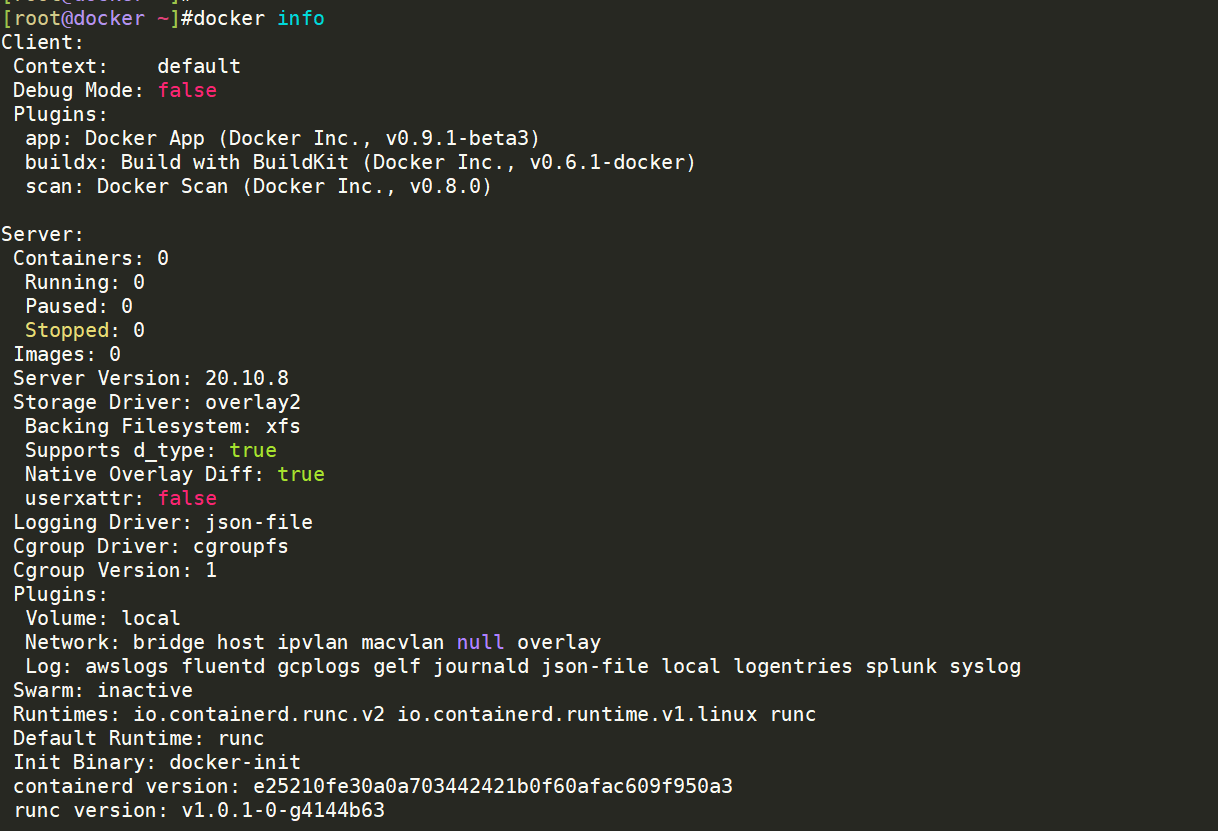 [root@docker ~]#docker info
Client:
 Context:    default
 Debug Mode: false
 Plugins:
  app: Docker App (Docker Inc., v0.9.1-beta3)
  buildx: Build with BuildKit (Docker Inc., v0.6.1-docker)
  scan: Docker Scan (Docker Inc., v0.8.0)

Server:
 Containers: 0
  Running: 0
  Paused: 0
  Stopped: 0
 Images: 0
 Server Version: 20.10.8
 Storage Driver: overlay2
  Backing Filesystem: xfs
  Supports d_type: true
  Native Overlay Diff: true
  userxattr: false
 Logging Driver: json-file
 Cgroup Driver: cgroupfs
 Cgroup Version: 1
 Plugins:
  Volume: local
  Network: bridge host ipvlan macvlan null overlay
  Log: awslogs fluentd gcplogs gelf journald json-file local logentries splunk syslog
 Swarm: inactive
 Runtimes: io.containerd.runc.v2 io.containerd.runtime.v1.linux runc
 Default Runtime: runc
 Init Binary: docker-init
 containerd version: e25210fe30a0a703442421b0f60afac609f950a3
 runc version: v1.0.1-0-g4144b63